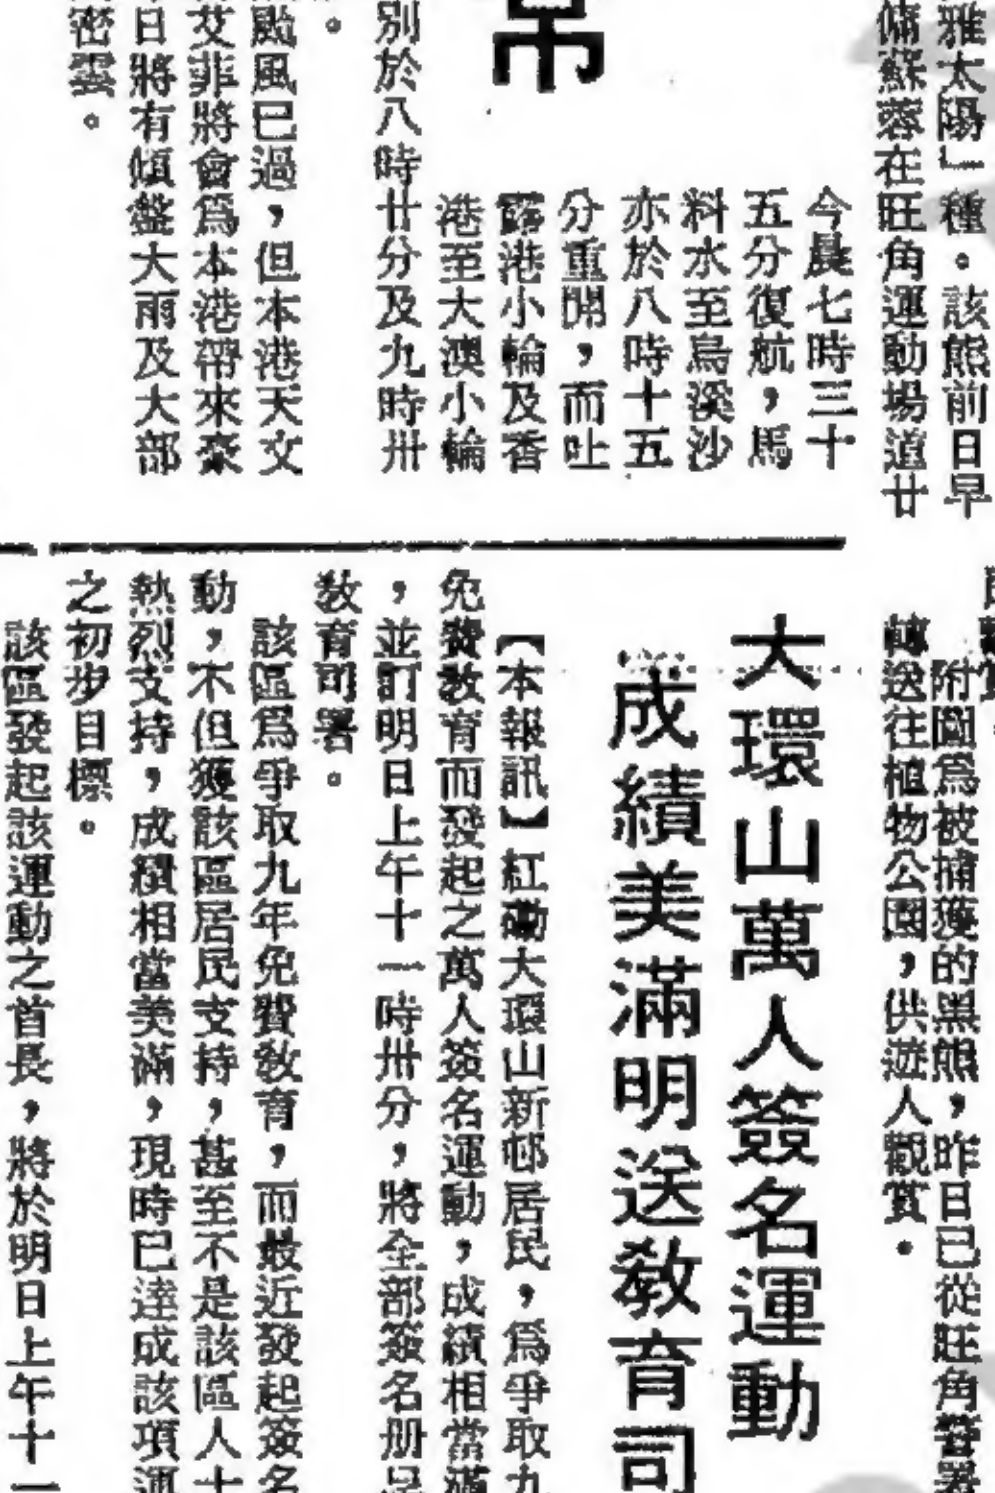 雅太陽」種。該熊前日早
傭蘇蓉在旺角運動場道廿
轉送往植物公園,供遊人觀賞。
附圖爲被捕獲的黑熊,昨日已從旺角警署
今晨七時三十
五分復航,馬
料水至烏溪沙
亦於八時十五
分重開,而吐
露港小輪及香
港至大澳小輪
別於八時廿分及九時卅
颱風已過,但本港天文
艾非將會爲本港帶來豪
日將有傾盤大雨及大部
密雲。
大環山萬人簽名運動
成績美滿明送敎育司
【本報訊】紅磡大環山新邨居民,爲爭取九
免費敎育而發起之萬人簽名運動,成績相當滿
,並訂明日上午十一時卅分,將全部簽名册呈
敎育司署。
該區爲爭取九年免費敎育,而最近發起簽名
動,不但獲該區居民支持,甚至不是該區人士
熱烈支持,成績相當美滿,現時已達成該項運
之初步目標。
該區發起該運動之首長,將於明日上午十一